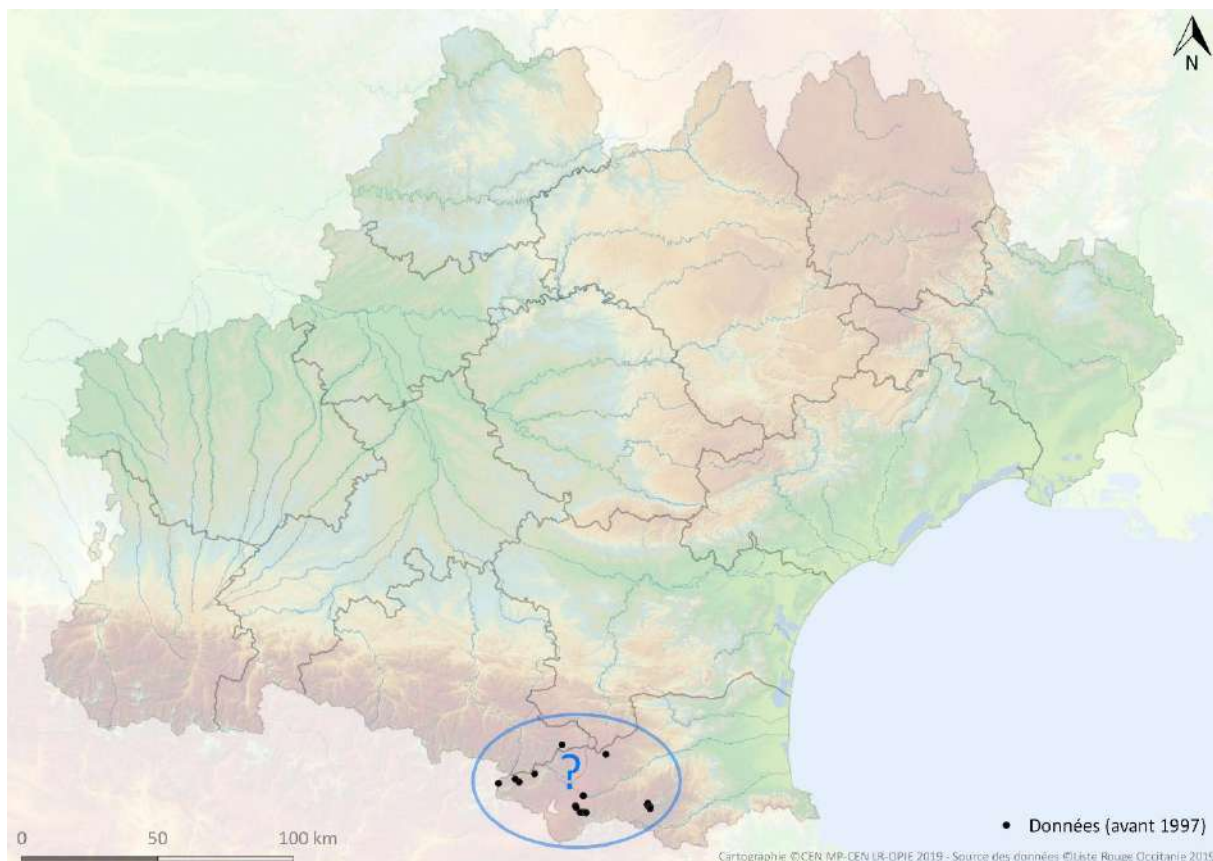 N
?
0 50 100 km
• Données (avant 1997)
Cartographie ©CEN MP-CEN LR-OPIE 2019 - Source des données ©Liste Rouge Occitanie 2019